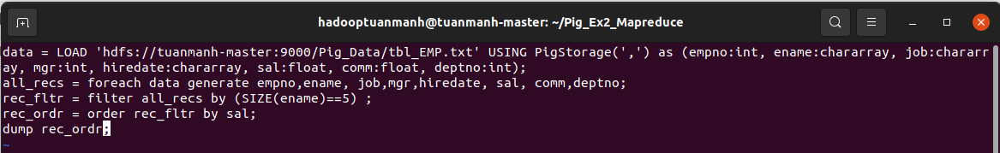 hadooptuanmanh@tuanmanh-master: ~/Pig_Ex2_Mapreduce
data = LOAD 'hdfs://tuanmanh-master:9000/Pig_Data/tbl_EMP.txt' USING PigStorage(',') as (empno:int, ename:chararray, job:chararr
ay, mgr:int, hiredate:chararray, sal:float, comm:float, deptno:int);
all_recs = foreach data generate empno,ename, job,mgr,hiredate, sal, comm,deptno;
rec_fltr = filter all_recs by (SIZE(ename)==5) ;
rec_ordr = order rec_fltr by sal;
dump rec_ordr;
~